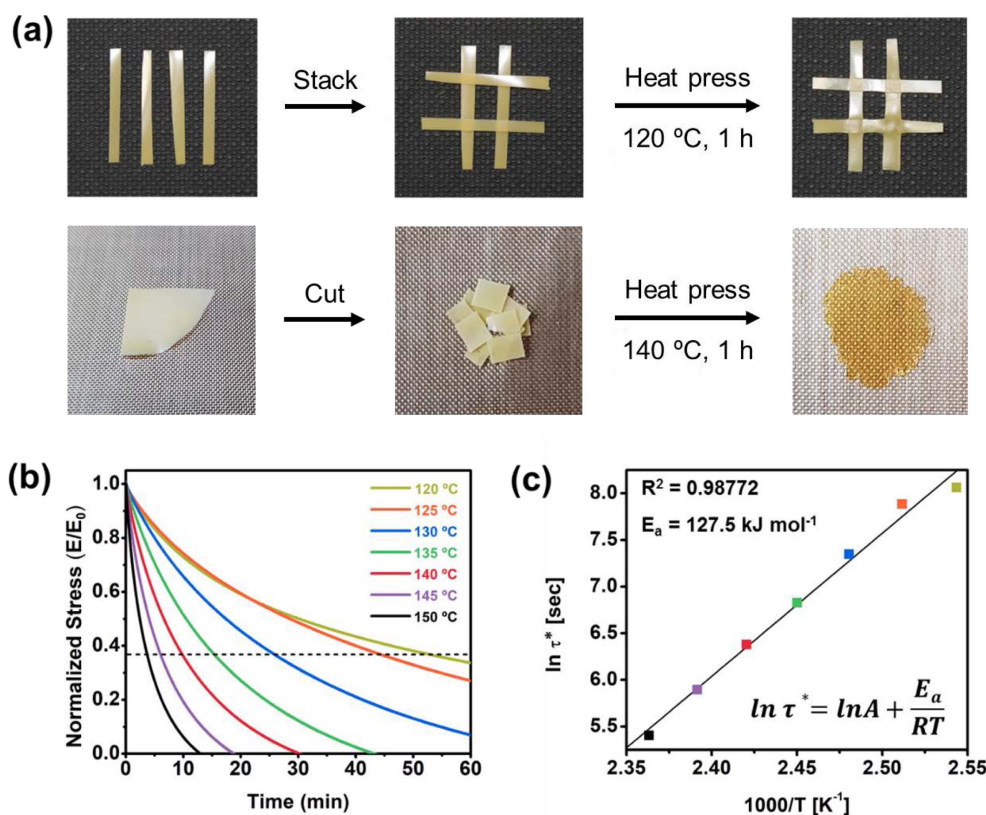 (a)
Stack
Heat press
120 ºC, 1 h
Cut
Heat press
140 ºC, 1 h
(b)
1.0
0.8
0.6
0.4
0.2
0.0
Normalized Stress (E/E₀)
120 ºC
125 ºC
130 ºC
135 ºC
140 ºC
145 ºC
150 ºC
0 10 20 30 40 50 60
Time (min)
(c)
8.0
7.5
7.0
6.5
6.0
5.5
ln τ* [sec]
R² = 0.98772
Eₐ = 127.5 kJ mol⁻¹
ln τ* = lnA + Eₐ/RT
2.35 2.40 2.45 2.50 2.55
1000/T [K⁻¹]